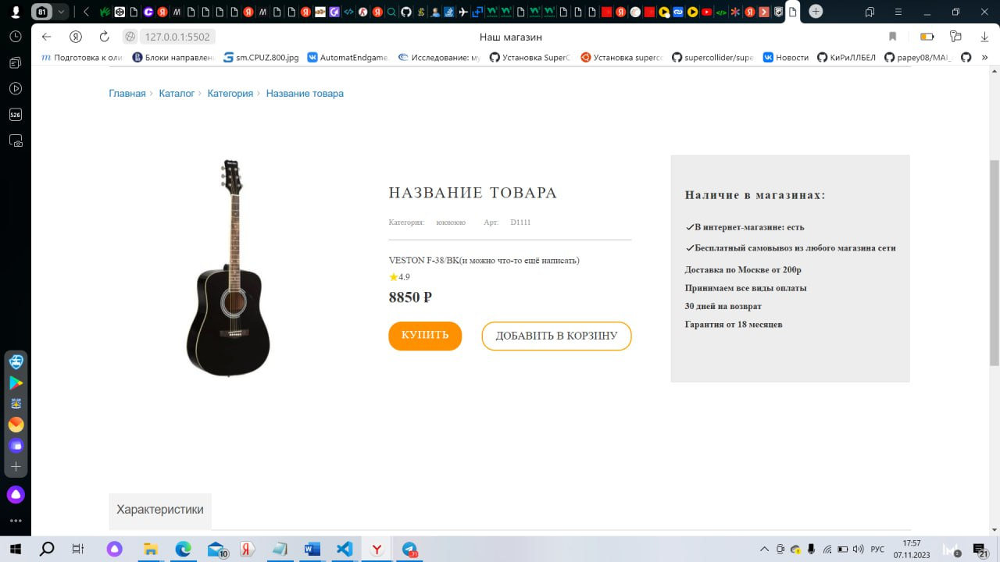 81
Наш магазин
127.0.0.1:5502
Подготовка к оли
Блоки направлени
sm.CPUZ.800.jpg
AutomatEndgame.
Исследование: му
Установка SuperC
Установка superco
supercollider/supe
Новости
КиРиЛЛБЕЛ
papey08/MAI_
»
526
Главная › Каталог › Категория › Название товара
НАЗВАНИЕ ТОВАРА
Категория: юююю Арт: D1111
VESTON F-38/BK(и можно что-то ещё написать)
4.9
8850 ₽
КУПИТЬ
ДОБАВИТЬ В КОРЗИНУ
Наличие в магазинах:
В интернет-магазине: есть
Бесплатный самовывоз из любого магазина сети
Доставка по Москве от 200р
Принимаем все виды оплаты
30 дней на возврат
Гарантия от 18 месяцев
Характеристики
10
РУС
17:57
07.11.2023
21